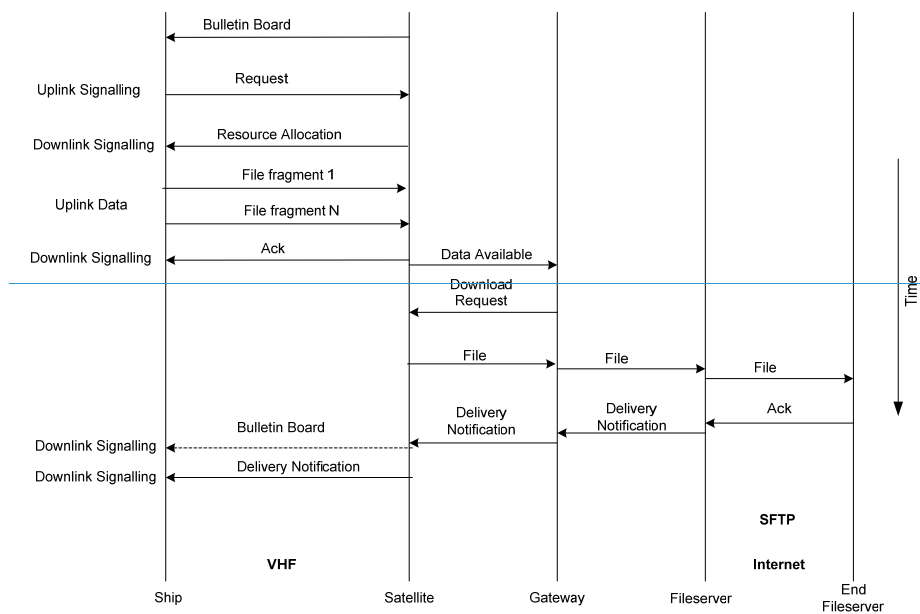 Bulletin Board
Request
Uplink Signalling
Resource Allocation
Downlink Signalling
File fragment 1
Uplink Data
File fragment N
Ack
Downlink Signalling
Data Available
Download
Request
Time
File
File
File
Ack
Delivery
Notification
Delivery
Notification
Bulletin Board
Downlink Signalling
Delivery Notification
Downlink Signalling
SFTP
VHF
Internet
Ship
Satellite
Gateway
Fileserver
End
Fileserver